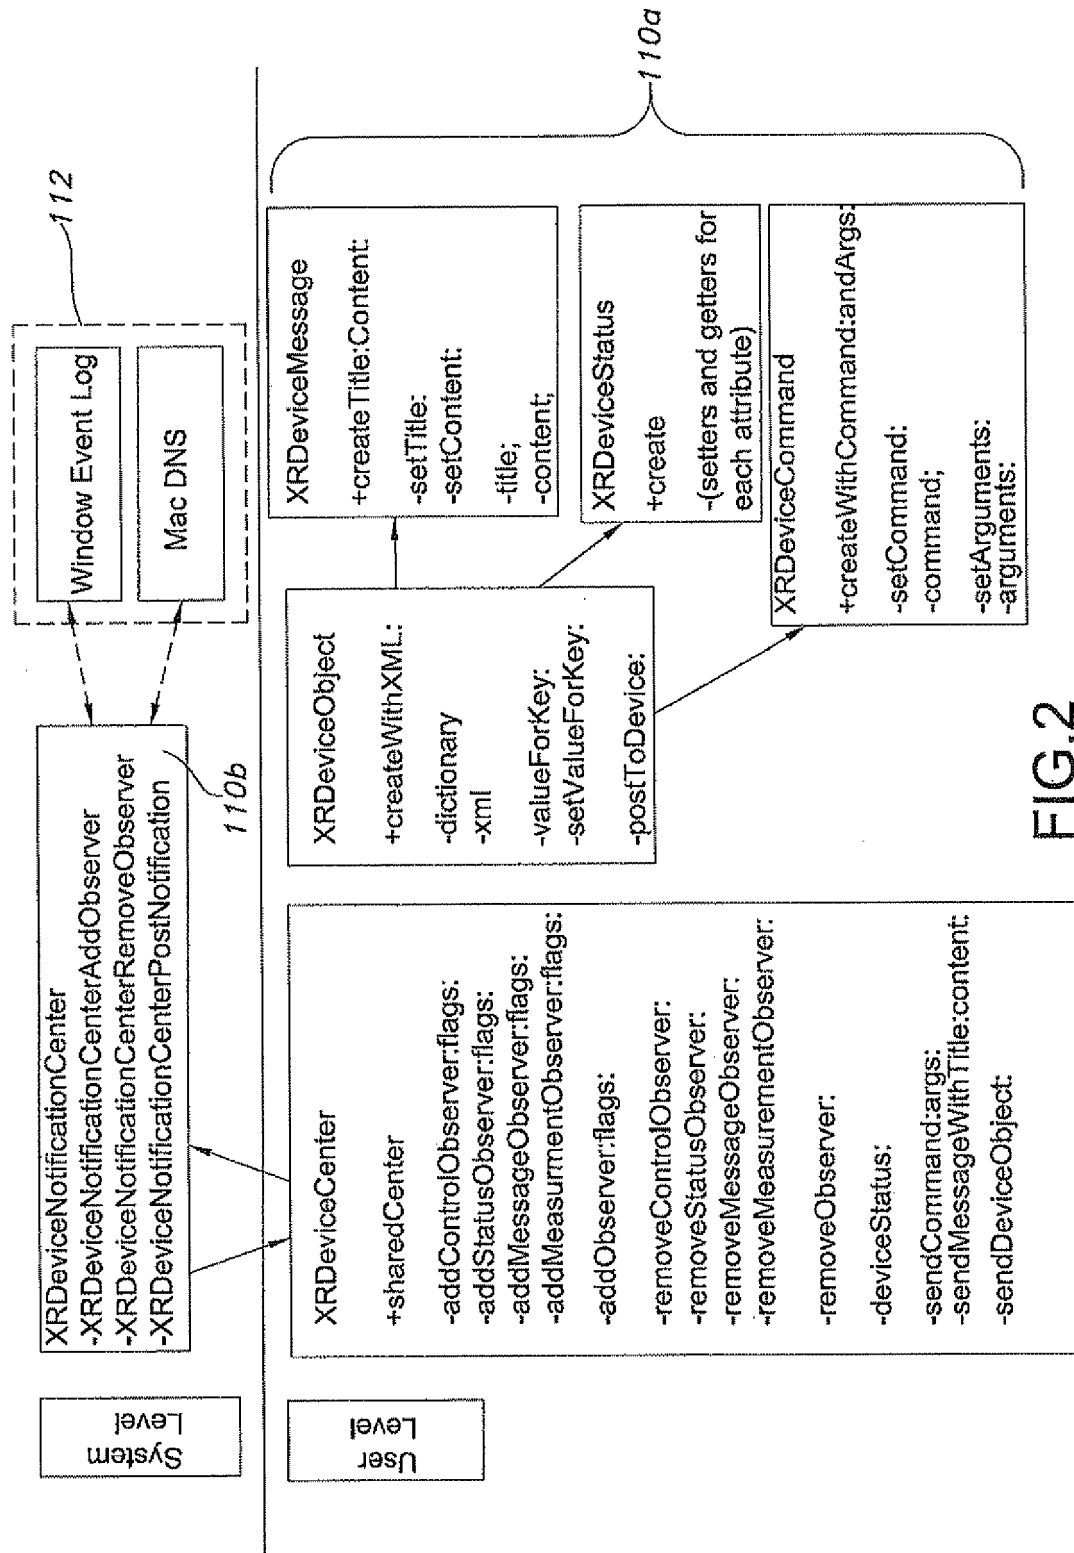 System
Level
XRDeviceNotificationCenter
-XRDeviceNotificationCenterAddObserver
-XRDeviceNotificationCenterRemoveObserver
-XRDeviceNotificationCenterPostNotification
110b
Window Event Log
Mac DNS
112
User
Level
XRDeviceCenter
+sharedCenter
-addControlObserver:flags:
-addStatusObserver:flags:
-addMessageObserver:flags:
-addMeasurmentObserver:flags:
-addObserver:flags:
-removeControlObserver:
-removeStatusObserver:
-removeMessageObserver:
-removeMeasurementObserver:
-removeObserver:
-deviceStatus:
-sendCommand:args:
-sendMessageWithTitle:content:
-sendDeviceObject:
XRDeviceObject
+createWithXML:
-dictionary
-xml
-valueForKey:
-setValueForKey:
-postToDevice:
XRDeviceMessage
+createTitle:Content:
-setTitle:
-setContent:
-title;
-content;
XRDeviceStatus
+create
-(setters and getters for
each attribute)
XRDeviceCommand
+createWithCommand:andArgs:
-setCommand:
-command;
-setArguments:
-arguments:
110a
FIG.2